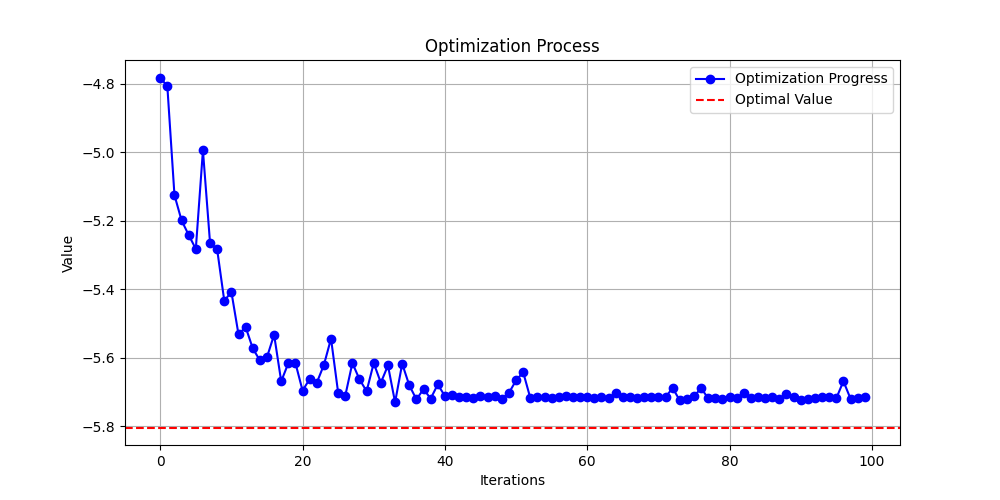 Optimization Process
Optimization Progress
Optimal Value
−4.8
−5.0
−5.2
−5.4
−5.6
−5.8
Value
0 20 40 60 80 100
Iterations